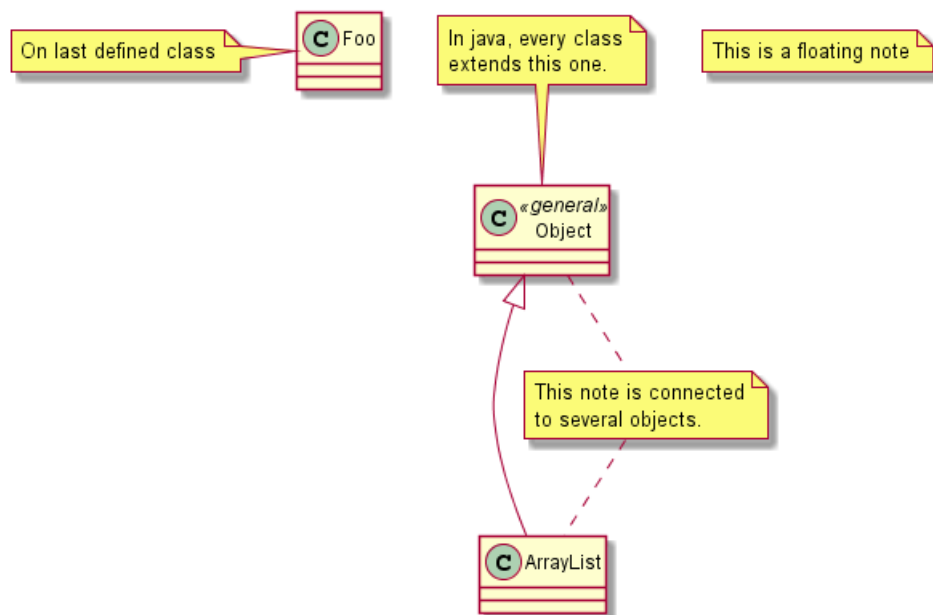 On last defined class
C Foo
In java, every class
extends this one.
This is a floating note
C «general»
Object
This note is connected
to several objects.
C ArrayList